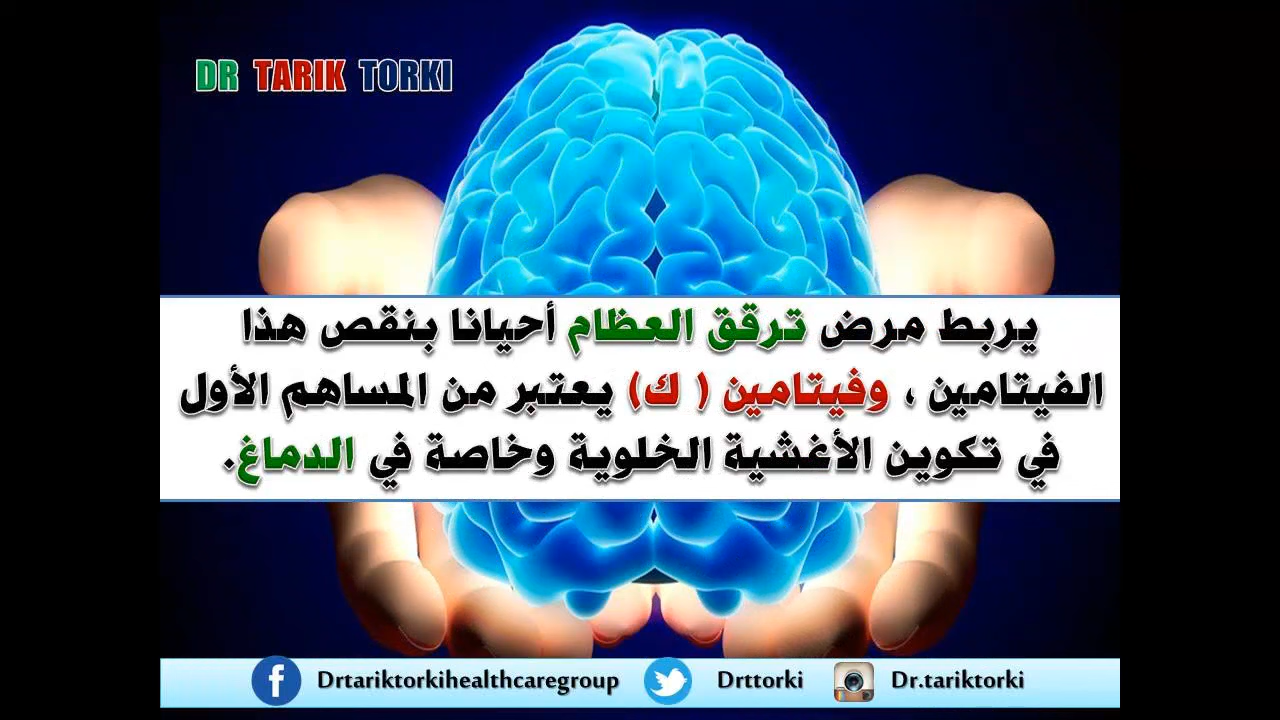 DR TARIK TORKI
يربط مرض ترقق العظام أحيانا بنقص هذا
الفيتامين ، وفيتامين ( ك) يعتبر من المساهم الأول
في تكوين الأغشية الخلوية وخاصة في الدماغ.
Drtariktorkihealthcaregroup Drttorki Dr.tariktorki